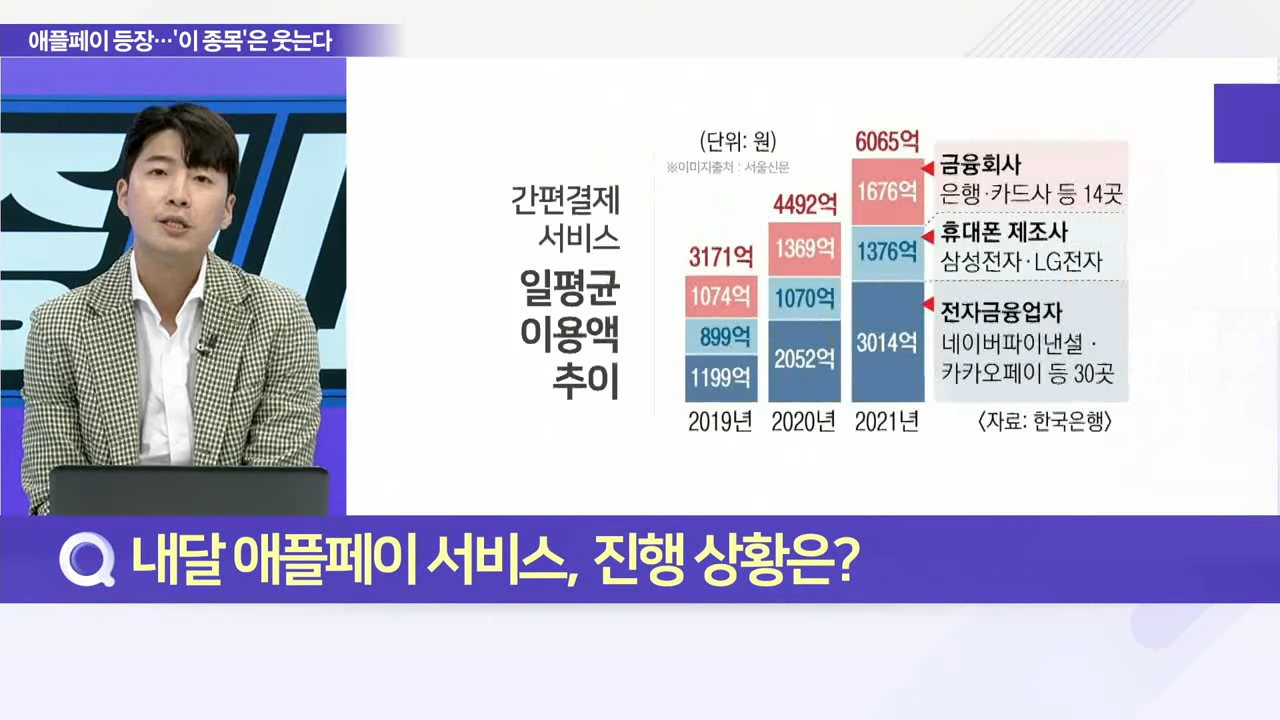 애플페이 등장…'이 종목'은 웃는다
간편결제
서비스
일평균
이용액
추이
(단위: 원)
※이미지출처 : 서울신문
3171억
1074억
899억
1199억
2019년
4492억
1369억
1070억
2052억
2020년
6065억
1676억
1376억
3014억
2021년
금융회사
은행·카드사 등 14곳
휴대폰 제조사
삼성전자·LG전자
전자금융업자
네이버파이낸셜·
카카오페이 등 30곳
〈자료: 한국은행〉
내달 애플페이 서비스, 진행 상황은?